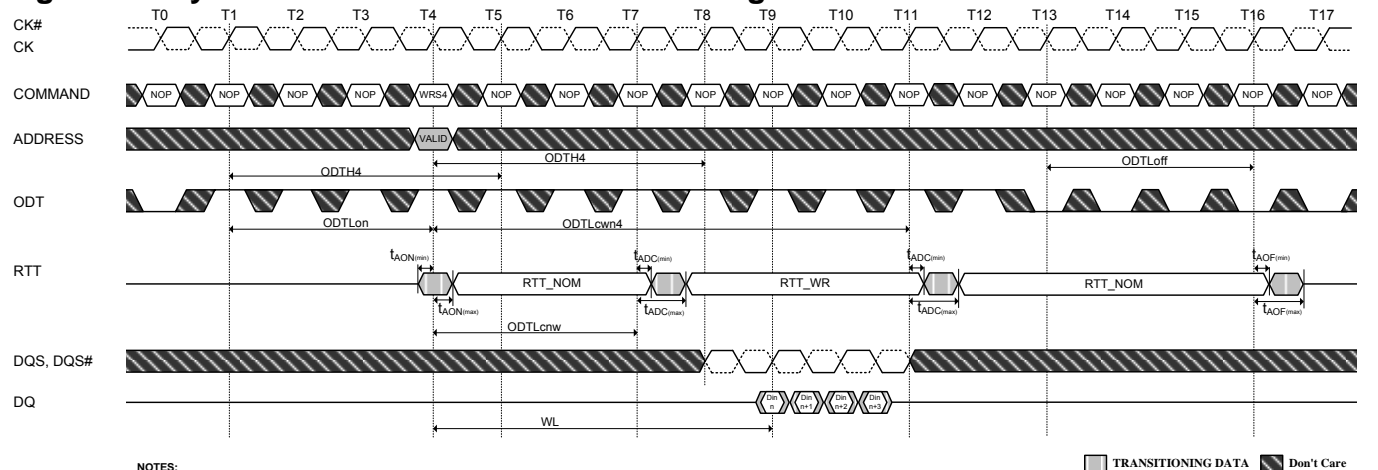 T0 T1 T2 T3 T4 T5 T6 T7 T8 T9 T10 T11 T12 T13 T14 T15 T16 T17
CK#
CK
COMMAND NOP NOP NOP NOP WRS4 NOP NOP NOP NOP NOP NOP NOP NOP NOP NOP NOP NOP NOP
ADDRESS VALID
ODTH4 ODTLoff
ODTH4
ODT
ODTLon ODTLcwn4
tAON(min) tADC(min) tADC(min) tAOF(min)
RTT RTT_NOM RTT_WR RTT_NOM
tAON(max) tADC(max) tADC(max) tAOF(max)
ODTLcnw
DQS, DQS#
DQ Din n Din n+1 Din n+2 Din n+3
WL
TRANSITIONING DATA Don't Care
NOTES: